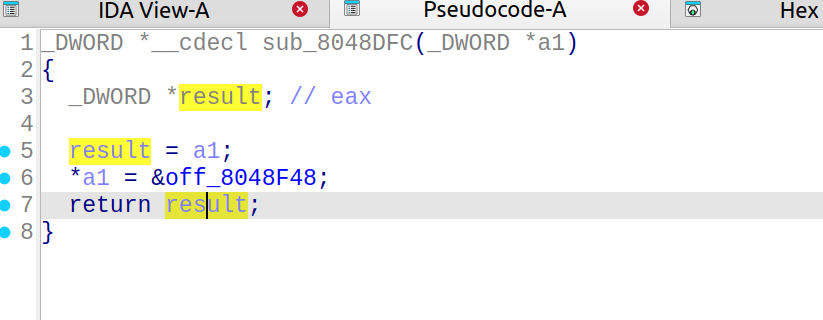 IDA View-A Pseudocode-A Hex
1 _DWORD *__cdecl sub_8048DFC(_DWORD *a1)
2 {
3   _DWORD *result; // eax
4
5   result = a1;
6   *a1 = &off_8048F48;
7   return result;
8 }